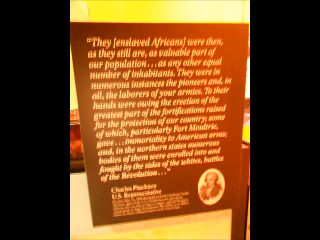 "They [enslaved Africans] were then,
as they still are, as valuable part of
our population...as any other equal
number of inhabitants. They were in
numerous instances the pioneers and, in
all, the laborers of your armies. To their
hands were owing the erection of the
greatest part of the fortifications raised
for the protection of our country; some
of which, particularly Fort Moultrie,
gave...immortality to American arms;
and, in the northern states numerous
bodies of them were enrolled into and
fought by the sides of the whites, battles
of the Revolution..."
Charles Pinckney
U.S. Representative